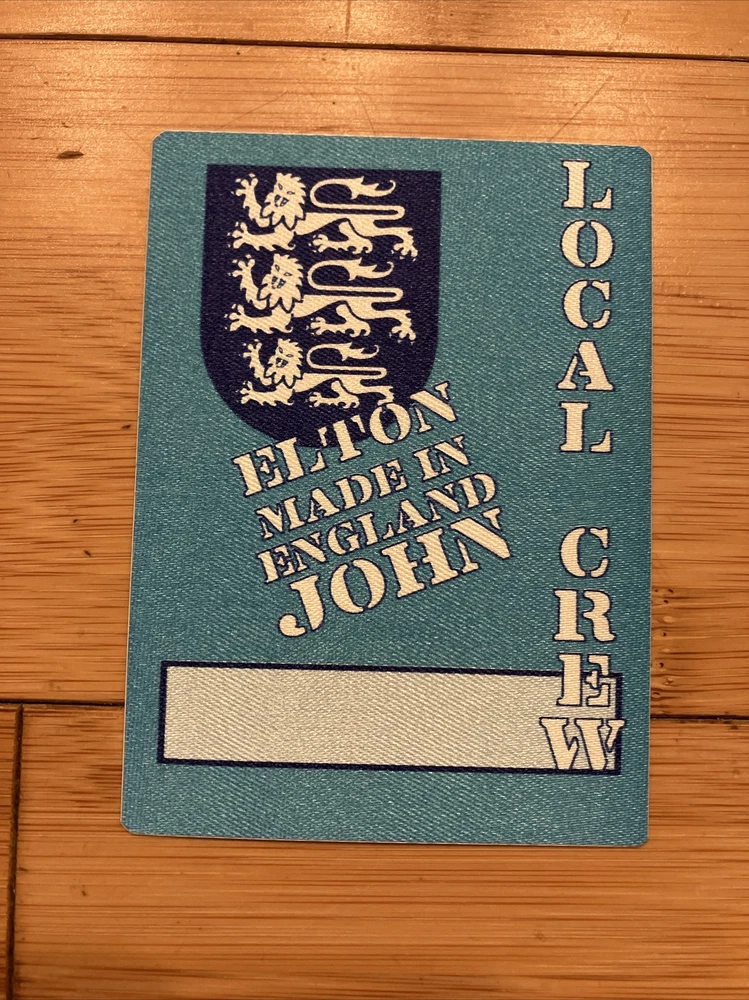 ELTON
MADE IN
ENGLAND
JOHN
LOCAL CREW